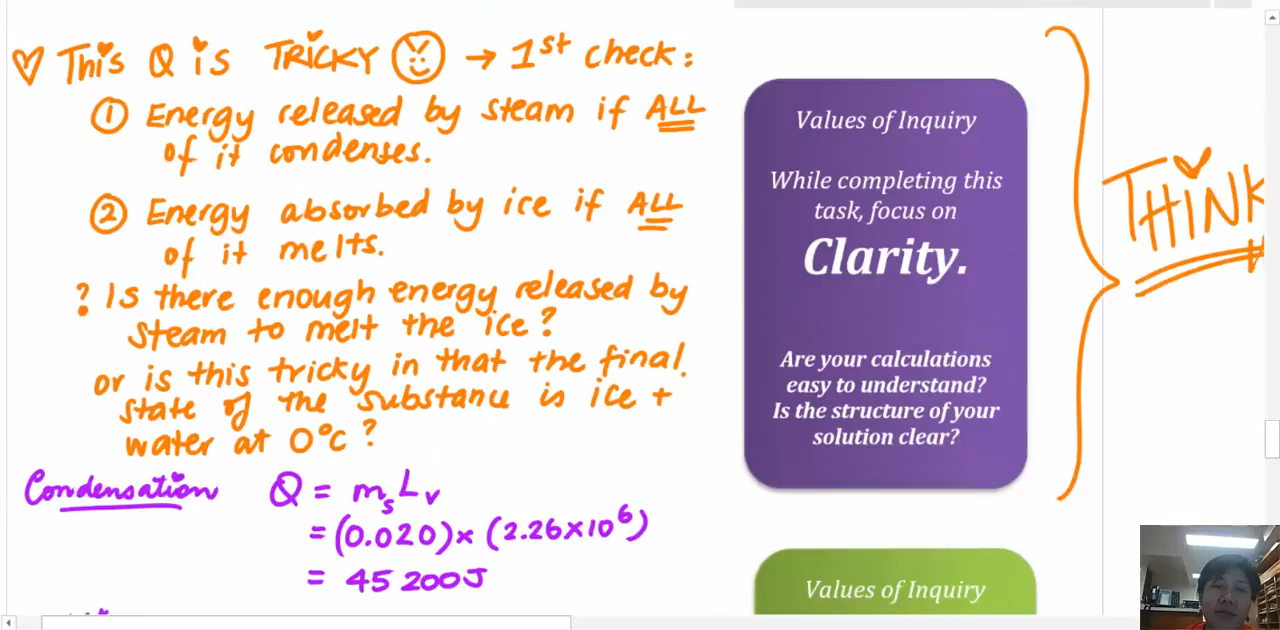 ♡ This Q is TRICKY → 1st check:
① Energy released by steam if ALL
of it condenses.
② Energy absorbed by ice if ALL
of it melts.
? Is there enough energy released by
steam to melt the ice?
or is this tricky in that the final
state of the substance is ice +
water at 0°C?
Condensation Q = msLv
= (0.020) × (2.26×10⁶)
= 45 200J
Values of Inquiry
While completing this
task, focus on
Clarity.
Are your calculations
easy to understand?
Is the structure of your
solution clear?
Values of Inquiry
THINK